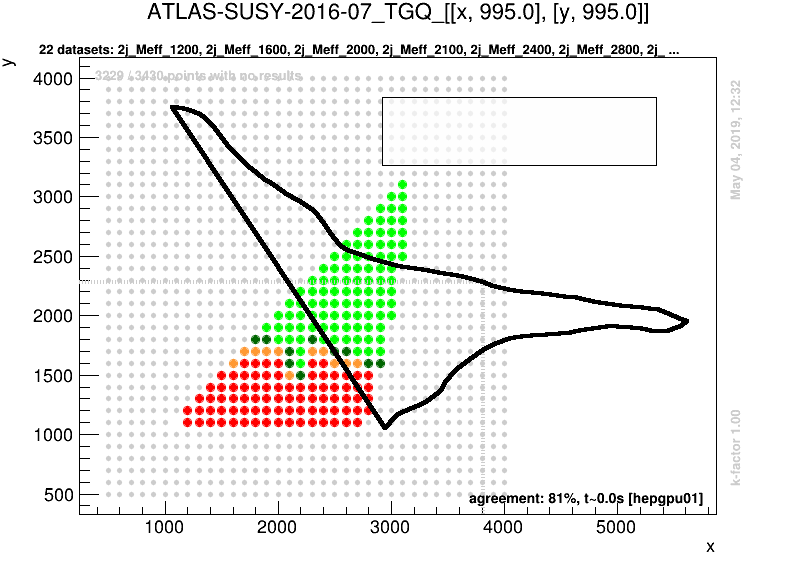 ATLAS-SUSY-2016-07_TGQ_[[x, 995.0], [y, 995.0]]
22 datasets: 2j_Meff_1200, 2j_Meff_1600, 2j_Meff_2000, 2j_Meff_2100, 2j_Meff_2400, 2j_Meff_2800, 2j_ ...
y
3229 / 3430 points with no results
4000
3500
3000
2500
2000
1500
1000
500
May 04, 2019, 12:32
k-factor 1.00
agreement: 81%, t~0.0s [hepgpu01]
1000 2000 3000 4000 5000
x